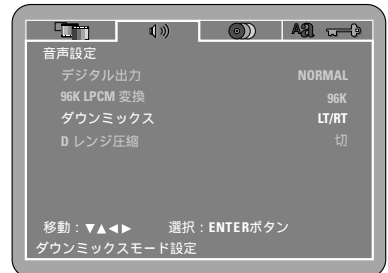 Aa
音声設定
デジタル出力 NORMAL
96K LPCM 変換 96K
ダウンミックス LT/RT
D レンジ圧縮 切
移動：▼▲◀▶ 選択：ENTERボタン
ダウンミックスモード設定